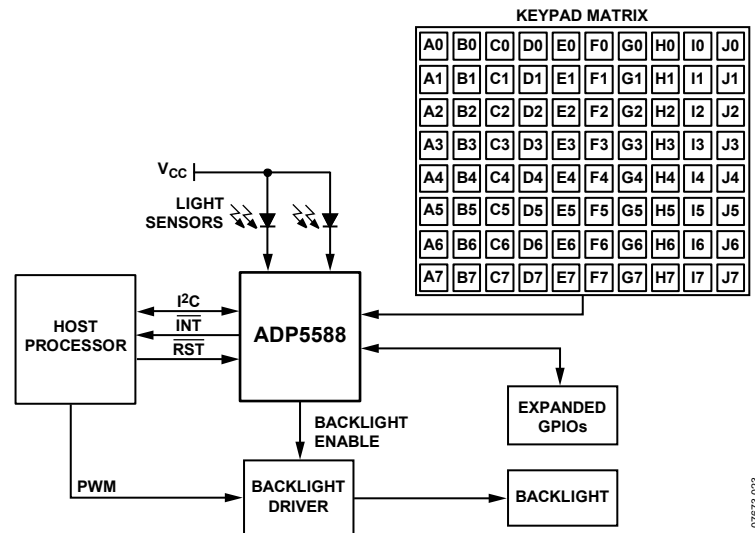 KEYPAD MATRIX
A0 B0 C0 D0 E0 F0 G0 H0 I0 J0
A1 B1 C1 D1 E1 F1 G1 H1 I1 J1
A2 B2 C2 D2 E2 F2 G2 H2 I2 J2
A3 B3 C3 D3 E3 F3 G3 H3 I3 J3
A4 B4 C4 D4 E4 F4 G4 H4 I4 J4
A5 B5 C5 D5 E5 F5 G5 H5 I5 J5
A6 B6 C6 D6 E6 F6 G6 H6 I6 J6
A7 B7 C7 D7 E7 F7 G7 H7 I7 J7
VCC
LIGHT
SENSORS
HOST
PROCESSOR
I²C
INT
RST
ADP5588
BACKLIGHT
ENABLE
EXPANDED
GPIOs
PWM
BACKLIGHT
DRIVER
BACKLIGHT
07673-023